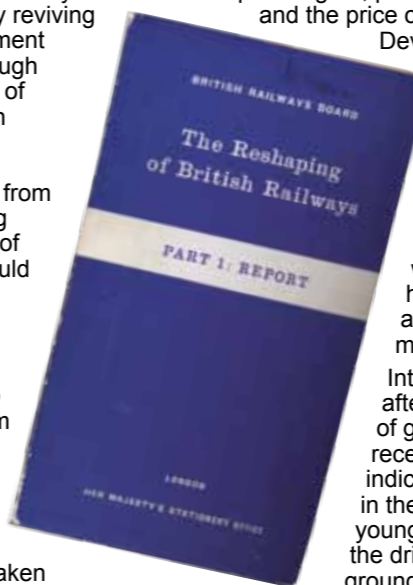 y reviving
ment
ugh
of
from
g
of
uld
m
aken
BRITISH RAILWAYS BOARD
The Reshaping
of British Railways
PART 1: REPORT
LONDON
HER MAJESTY'S STATIONERY OFFICE
and the price
Dev
h
a
m
Int
afte
of g
rece
indic
in the
young
the dri
ground